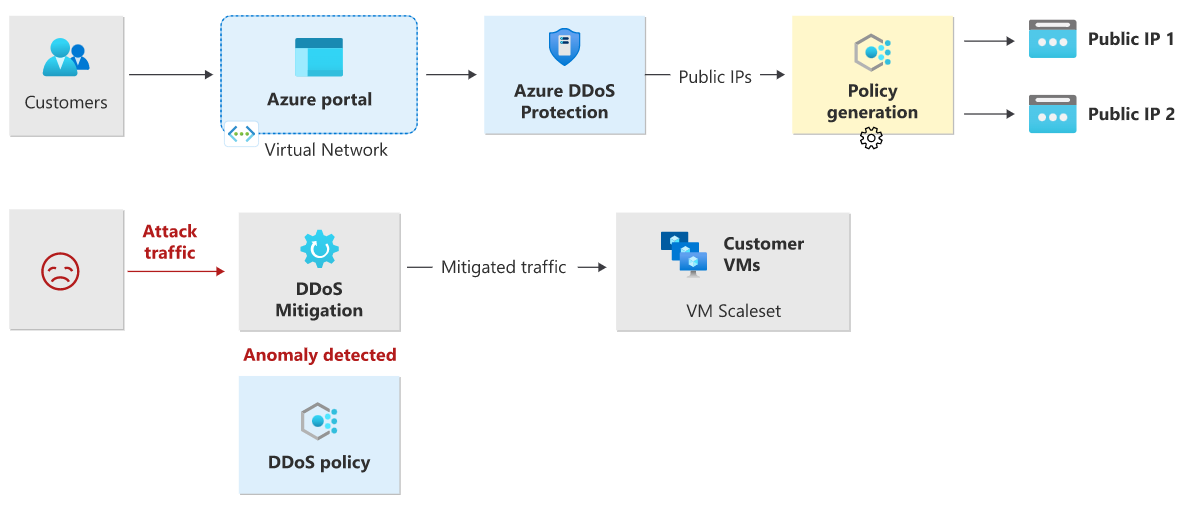 Customers
Azure portal
Virtual Network
Azure DDoS
Protection
Public IPs
Policy
generation
Public IP 1
Public IP 2
Attack
traffic
DDoS
Mitigation
Mitigated traffic
Customer
VMs
VM Scaleset
Anomaly detected
DDoS policy